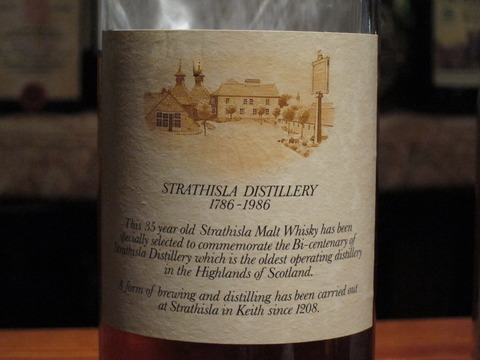 STRATHISLA DISTILLERY
1786-1986
This 35 year old Strathisla Malt Whisky has been
specially selected to commemorate the Bi-centenary of
Strathisla Distillery which is the oldest operating distillery
in the Highlands of Scotland.
A form of brewing and distilling has been carried out
at Strathisla in Keith since 1208.